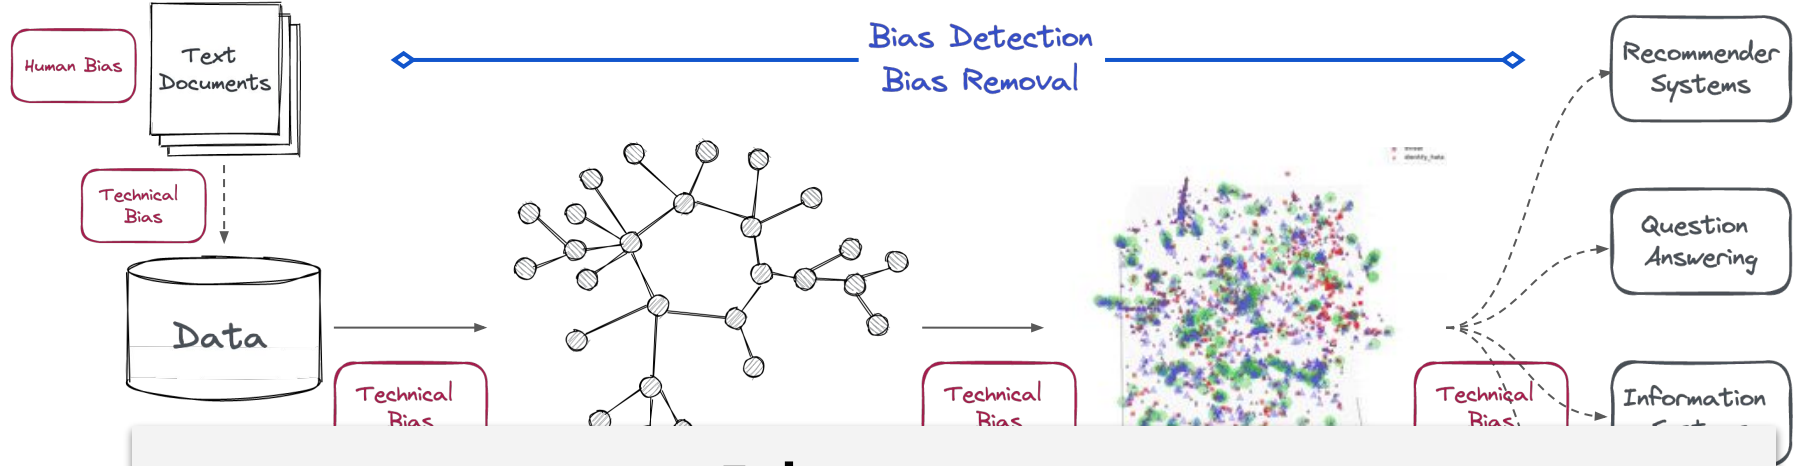 Human Bias
Text
Documents
Bias Detection
Bias Removal
Recommender
Systems
Technical
Bias
Question
Answering
Data
Technical
Bias
Technical
Bias
Technical
Bias
Information
identity_hate